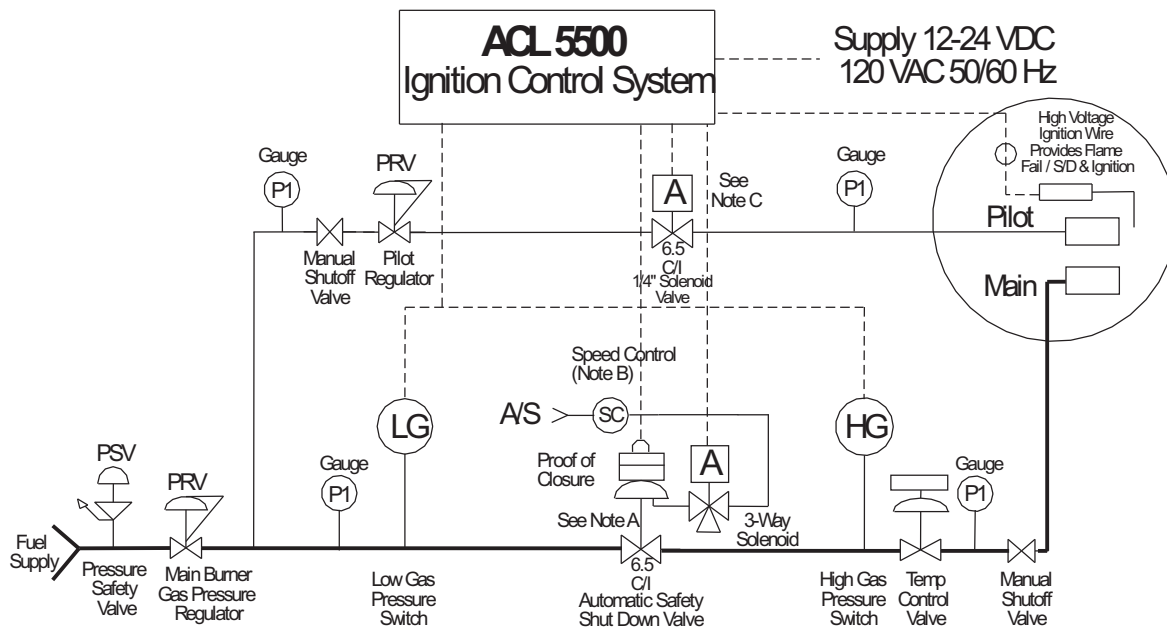 ACL 5500
Ignition Control System
Supply 12-24 VDC
120 VAC 50/60 Hz
High Voltage
Ignition Wire
Provides Flame
Fail / S/D & Ignition
Gauge
P1
PRV
Manual
Shutoff
Valve
Pilot
Regulator
A
See
Note C
6.5
C/I
1/4" Solenoid
Valve
Gauge
P1
Pilot
Main
Speed Control
(Note B)
A/S
SC
LG
HG
Proof of
Closure
A
See Note A
3-Way
Solenoid
PSV
PRV
Gauge
P1
Gauge
P1
Fuel
Supply
Pressure
Safety
Valve
Main Burner
Gas Pressure
Regulator
Low Gas
Pressure
Switch
6.5
C/I
Automatic Safety
Shut Down Valve
High Gas
Pressure
Switch
Temp
Control
Valve
Manual
Shutoff
Valve